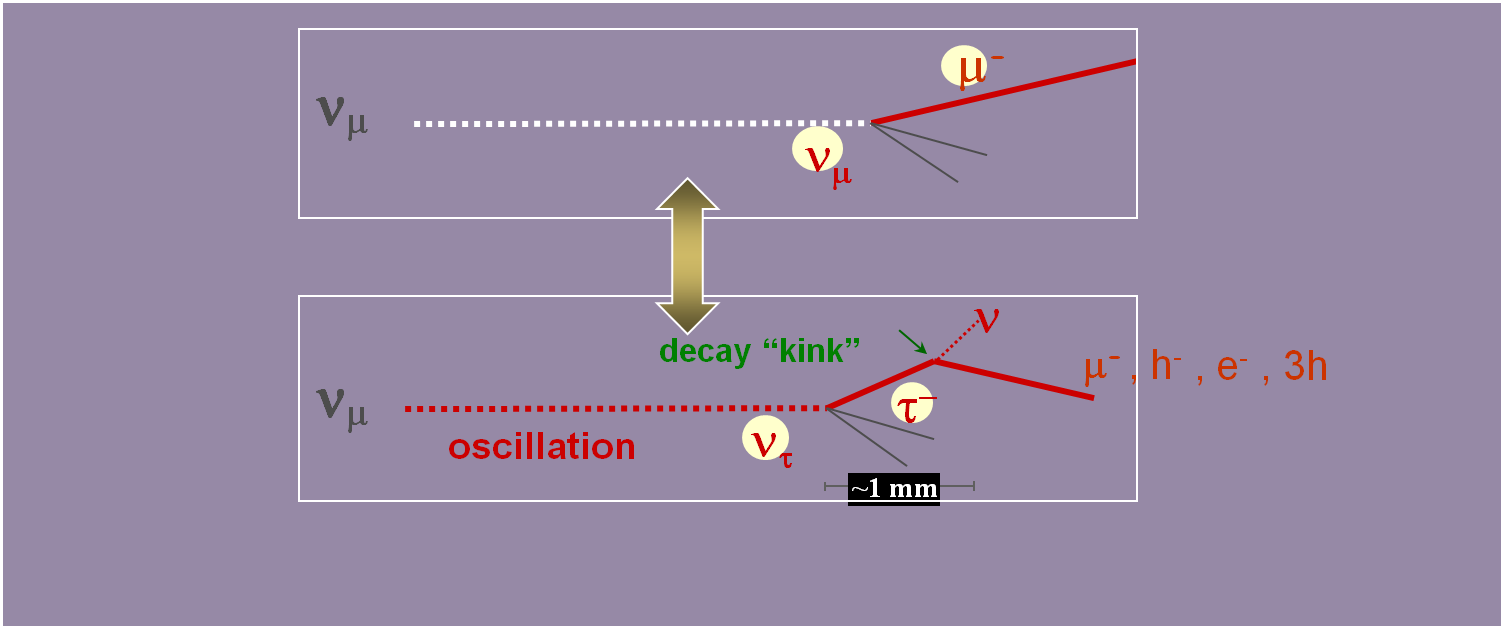 μ⁻
ν_μ
ν_μ
ν
decay “kink”
μ⁻ , h⁻ , e⁻ , 3h
ν_μ
τ⁻
oscillation
ν_τ
~1 mm